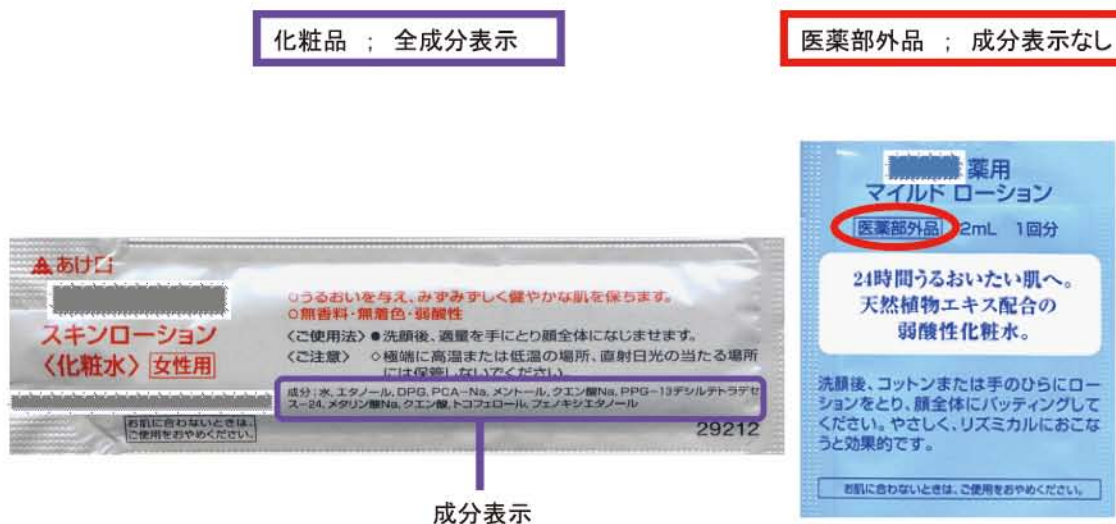 化粧品 ; 全成分表示
医薬部外品 ; 成分表示なし
あけ口
スキンローション
〈化粧水〉 女性用
○うるおいを与え、みずみずしく健やかな肌を保ちます。
○無香料・無着色・弱酸性
〈ご使用法〉 ●洗顔後、適量を手にとり顔全体になじませます。
〈ご注意〉 ○極端に高温または低温の場所、直射日光の当たる場所
には保管しないでください。
成分:水、エタノール、DPG、PCA-Na、メントール、クエン酸Na、PPG-13デシルテトラデセ
ス-24、メタリン酸Na、クエン酸、トコフェロール、フェノキシエタノール
お肌に合わないときは、
ご使用をおやめください。
29212
成分表示
薬用
マイルド ローション
医薬部外品 2mL 1回分
24時間うるおいたい肌へ。
天然植物エキス配合の
弱酸性化粧水。
洗顔後、コットンまたは手のひらにロー
ションをとり、顔全体にパッティングして
ください。やさしく、リズミカルにおこな
うと効果的です。
お肌に合わないときは、ご使用をおやめください。